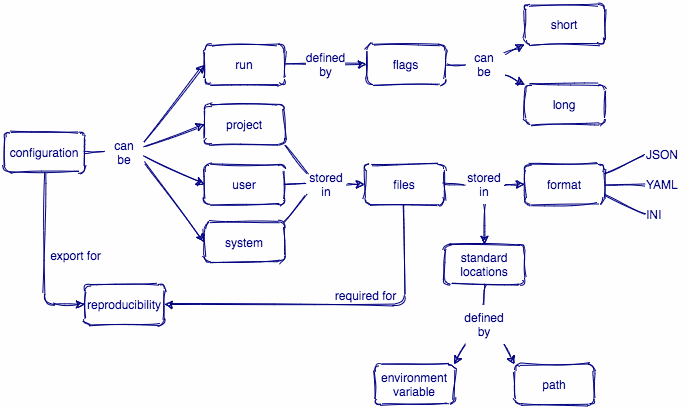 short
run
defined
by
flags
can
be
long
project
configuration
can
be
JSON
user
stored
in
files
stored
in
format
YAML
INI
system
export for
standard
locations
reproducibility
required for
defined
by
environment
variable
path